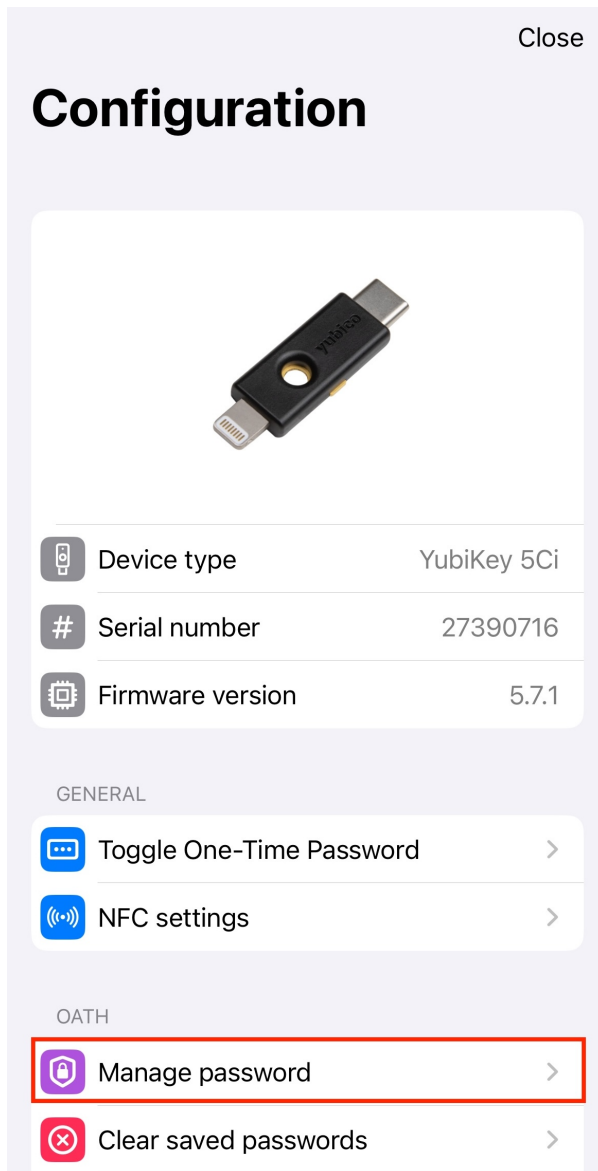 Close
Configuration
yubico
Device type YubiKey 5Ci
# Serial number 27390716
Firmware version 5.7.1
GENERAL
Toggle One-Time Password
NFC settings
OATH
Manage password
Clear saved passwords